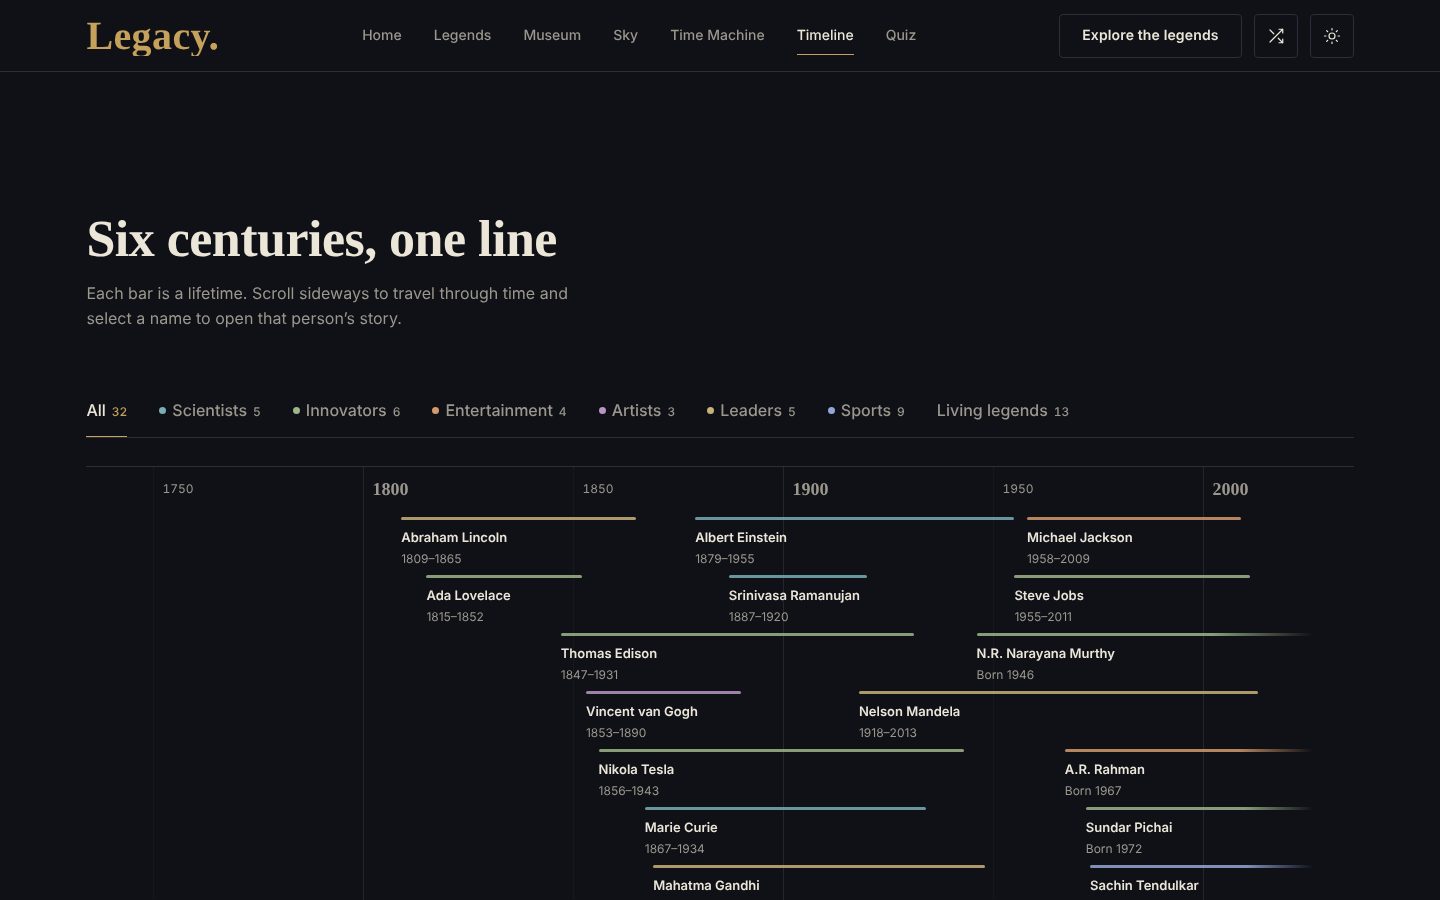 Legacy.
Home Legends Museum Sky Time Machine Timeline Quiz
Explore the legends
Six centuries, one line
Each bar is a lifetime. Scroll sideways to travel through time and
select a name to open that person’s story.
All 32 Scientists 5 Innovators 6 Entertainment 4 Artists 3 Leaders 5 Sports 9 Living legends 13
1750 1800 1850 1900 1950 2000
Abraham Lincoln Albert Einstein Michael Jackson
1809–1865 1879–1955 1958–2009
Ada Lovelace Srinivasa Ramanujan Steve Jobs
1815–1852 1887–1920 1955–2011
Thomas Edison N.R. Narayana Murthy
1847–1931 Born 1946
Vincent van Gogh Nelson Mandela
1853–1890 1918–2013
Nikola Tesla A.R. Rahman
1856–1943 Born 1967
Marie Curie Sundar Pichai
1867–1934 Born 1972
Mahatma Gandhi Sachin Tendulkar